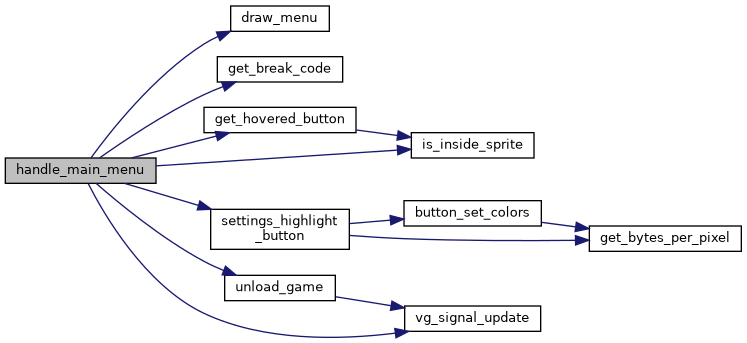 draw_menu
get_break_code
get_hovered_button
is_inside_sprite
handle_main_menu
settings_highlight
_button
button_set_colors
get_bytes_per_pixel
unload_game
vg_signal_update